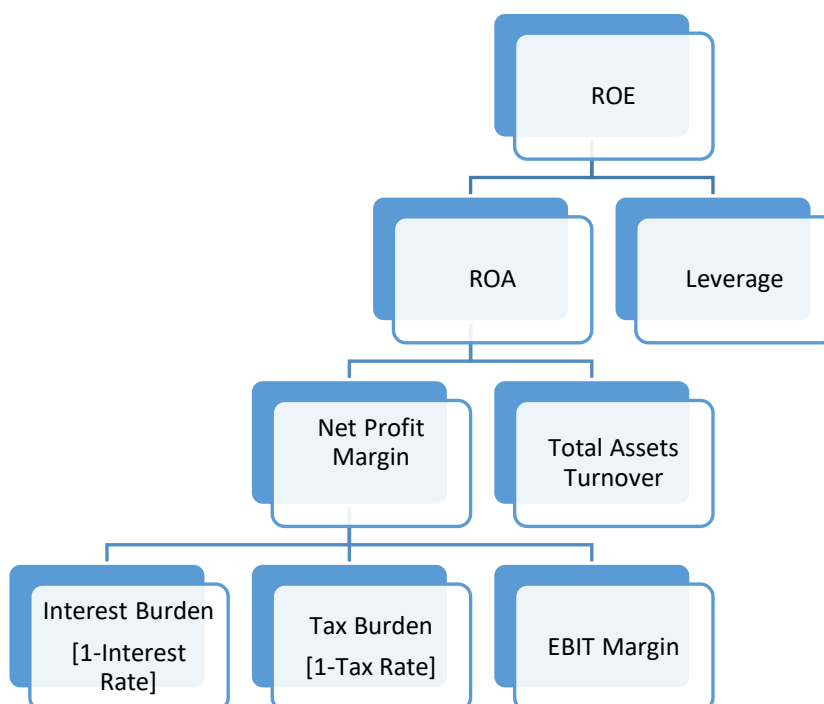 ROE
ROA
Leverage
Net Profit
Margin
Total Assets
Turnover
Interest Burden
[1-Interest
Rate]
Tax Burden
[1-Tax Rate]
EBIT Margin